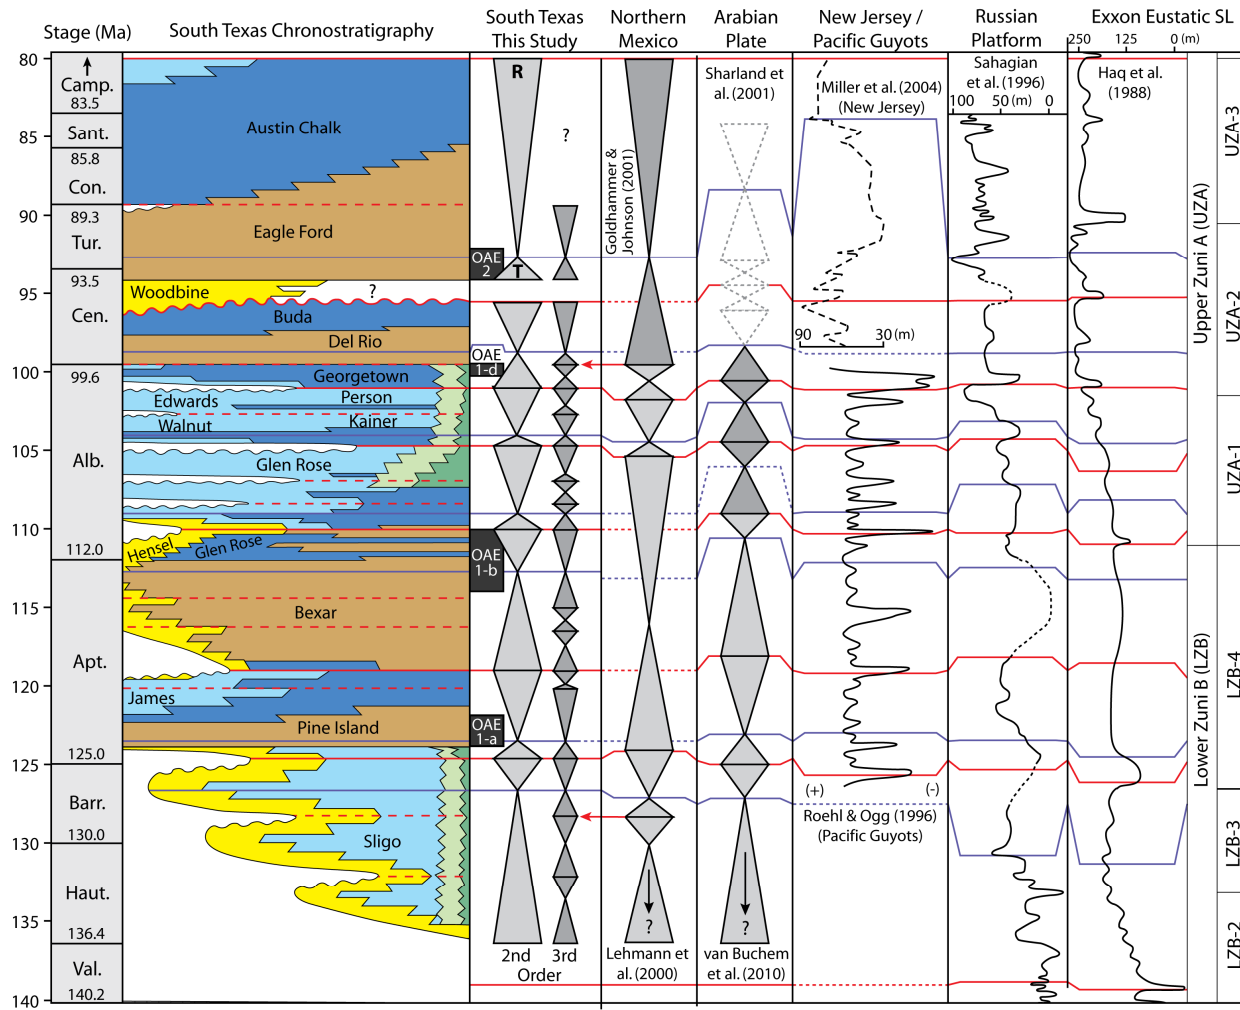 Stage (Ma)
South Texas Chronostratigraphy
South Texas
This Study
Northern
Mexico
Arabian
Plate
New Jersey /
Pacific Guyots
Russian
Platform
Exxon Eustatic SL
250 125 0 (m)
80
85
90
95
100
105
110
115
120
125
130
135
140
Camp.
83.5
Sant.
85.8
Con.
89.3
Tur.
93.5
Cen.
99.6
Alb.
112.0
Apt.
125.0
Barr.
130.0
Haut.
136.4
Val.
140.2
Austin Chalk
Eagle Ford
Woodbine
?
Buda
Del Rio
Georgetown
Edwards
Person
Walnut
Kainer
Glen Rose
Hensel
Glen Rose
Bexar
James
Pine Island
Sligo
R
?
OAE
2
T
OAE
1-d
OAE
1-b
OAE
1-a
2nd
3rd
Order
Goldhammer &
Johnson (2001)
?
Lehmann et
al. (2000)
Sharland et
al. (2001)
?
van Buchem
et al. (2010)
Miller et al. (2004)
(New Jersey)
90
30 (m)
(+)
(-)
Roehl & Ogg (1996)
(Pacific Guyots)
Sahagian
et al. (1996)
100 50 (m) 0
Haq et al.
(1988)
Upper Zuni A (UZA)
Lower Zuni B (LZB)
UZA-3
UZA-2
UZA-1
LZB-4
LZB-3
LZB-2